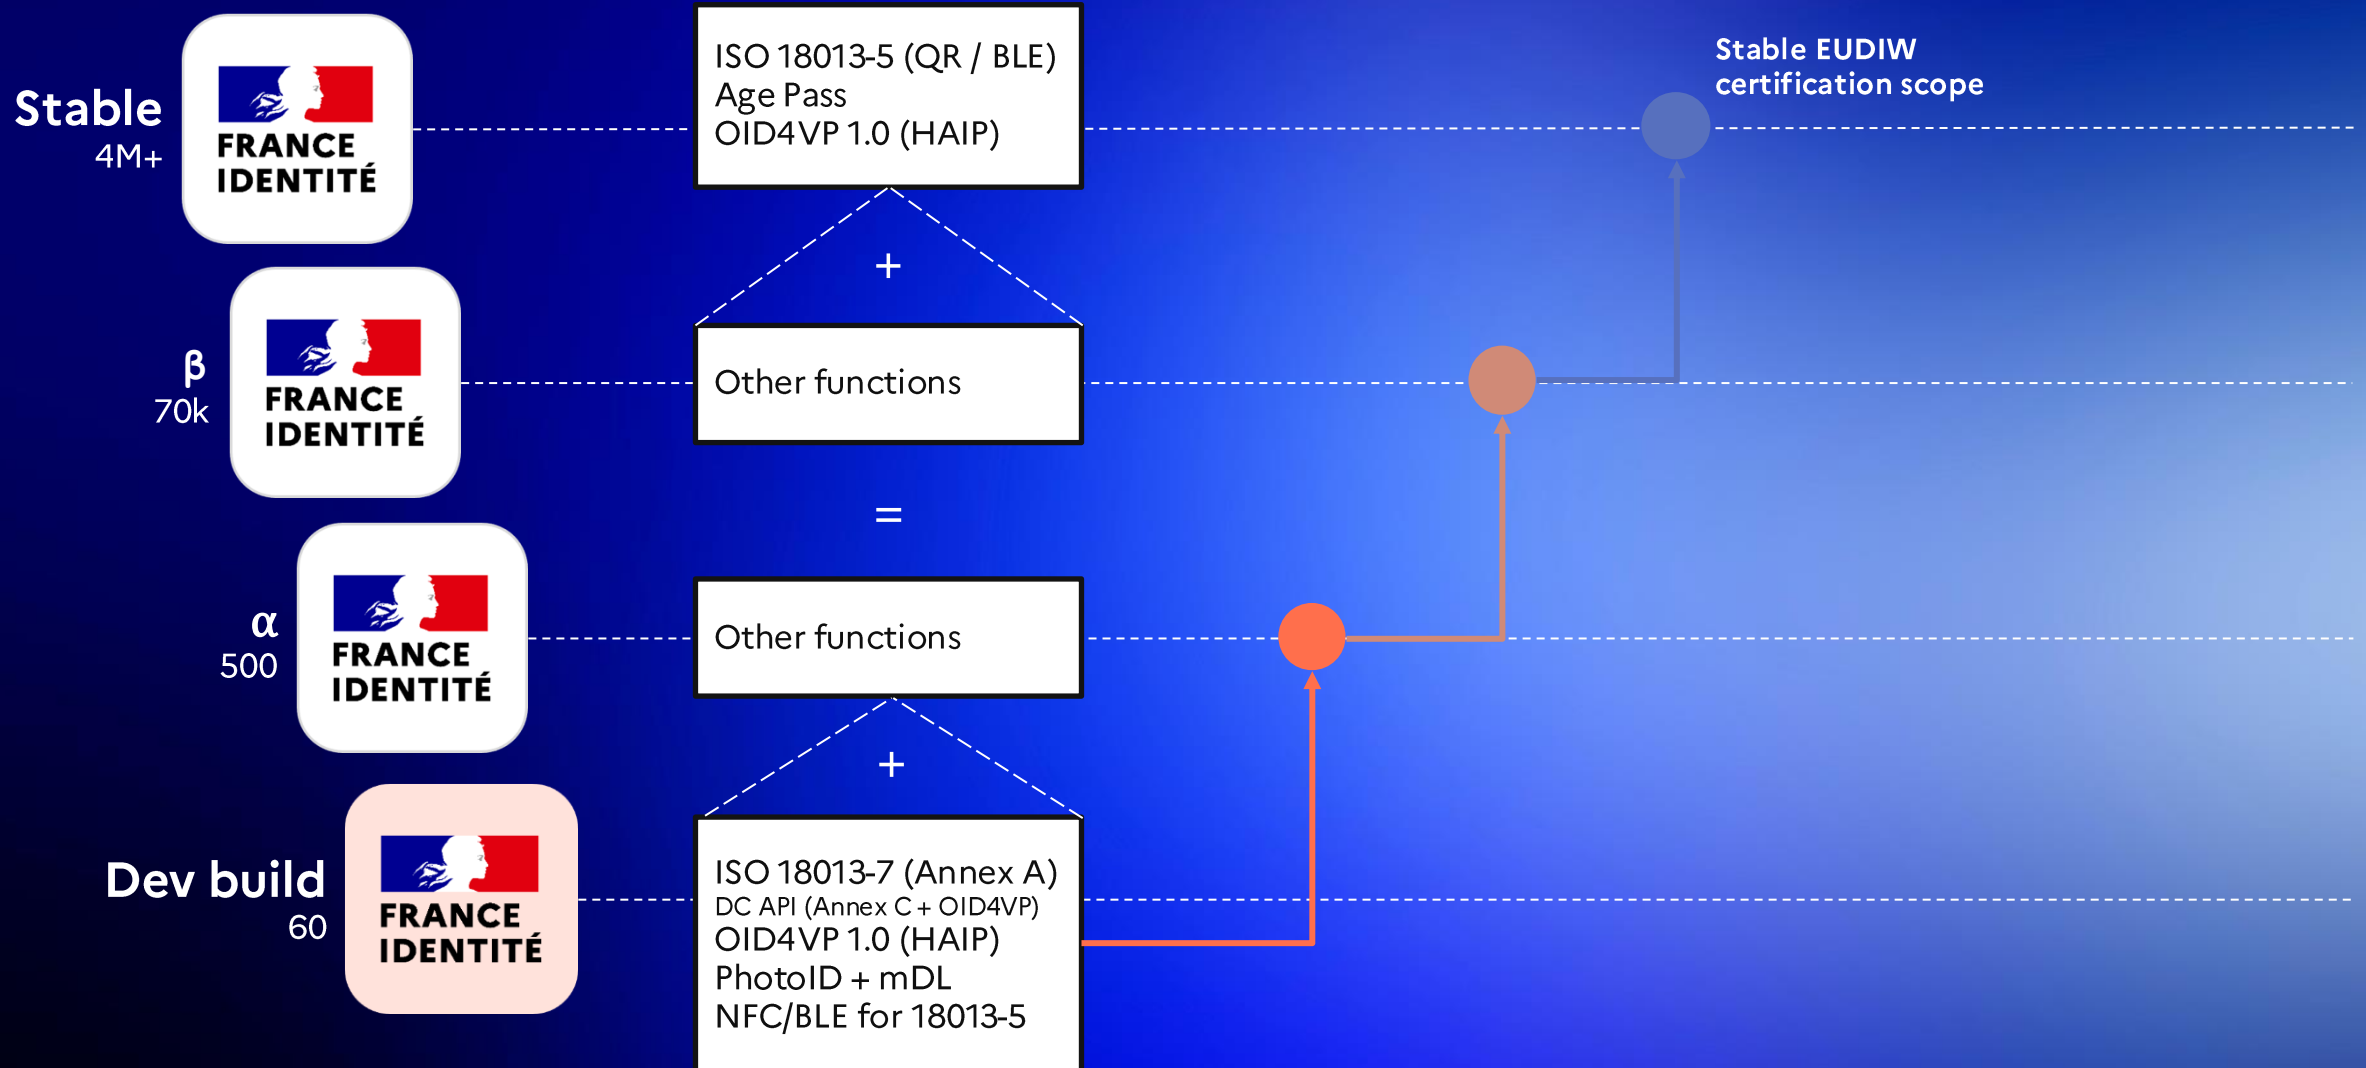 Stable
4M+
FRANCE
IDENTITÉ
ISO 18013-5 (QR / BLE)
Age Pass
OID4VP 1.0 (HAIP)
Stable EUDIW
certification scope
+
β
70k
FRANCE
IDENTITÉ
Other functions
=
α
500
FRANCE
IDENTITÉ
Other functions
+
Dev build
60
FRANCE
IDENTITÉ
ISO 18013-7 (Annex A)
DC API (Annex C + OID4VP)
OID4VP 1.0 (HAIP)
PhotoID + mDL
NFC/BLE for 18013-5